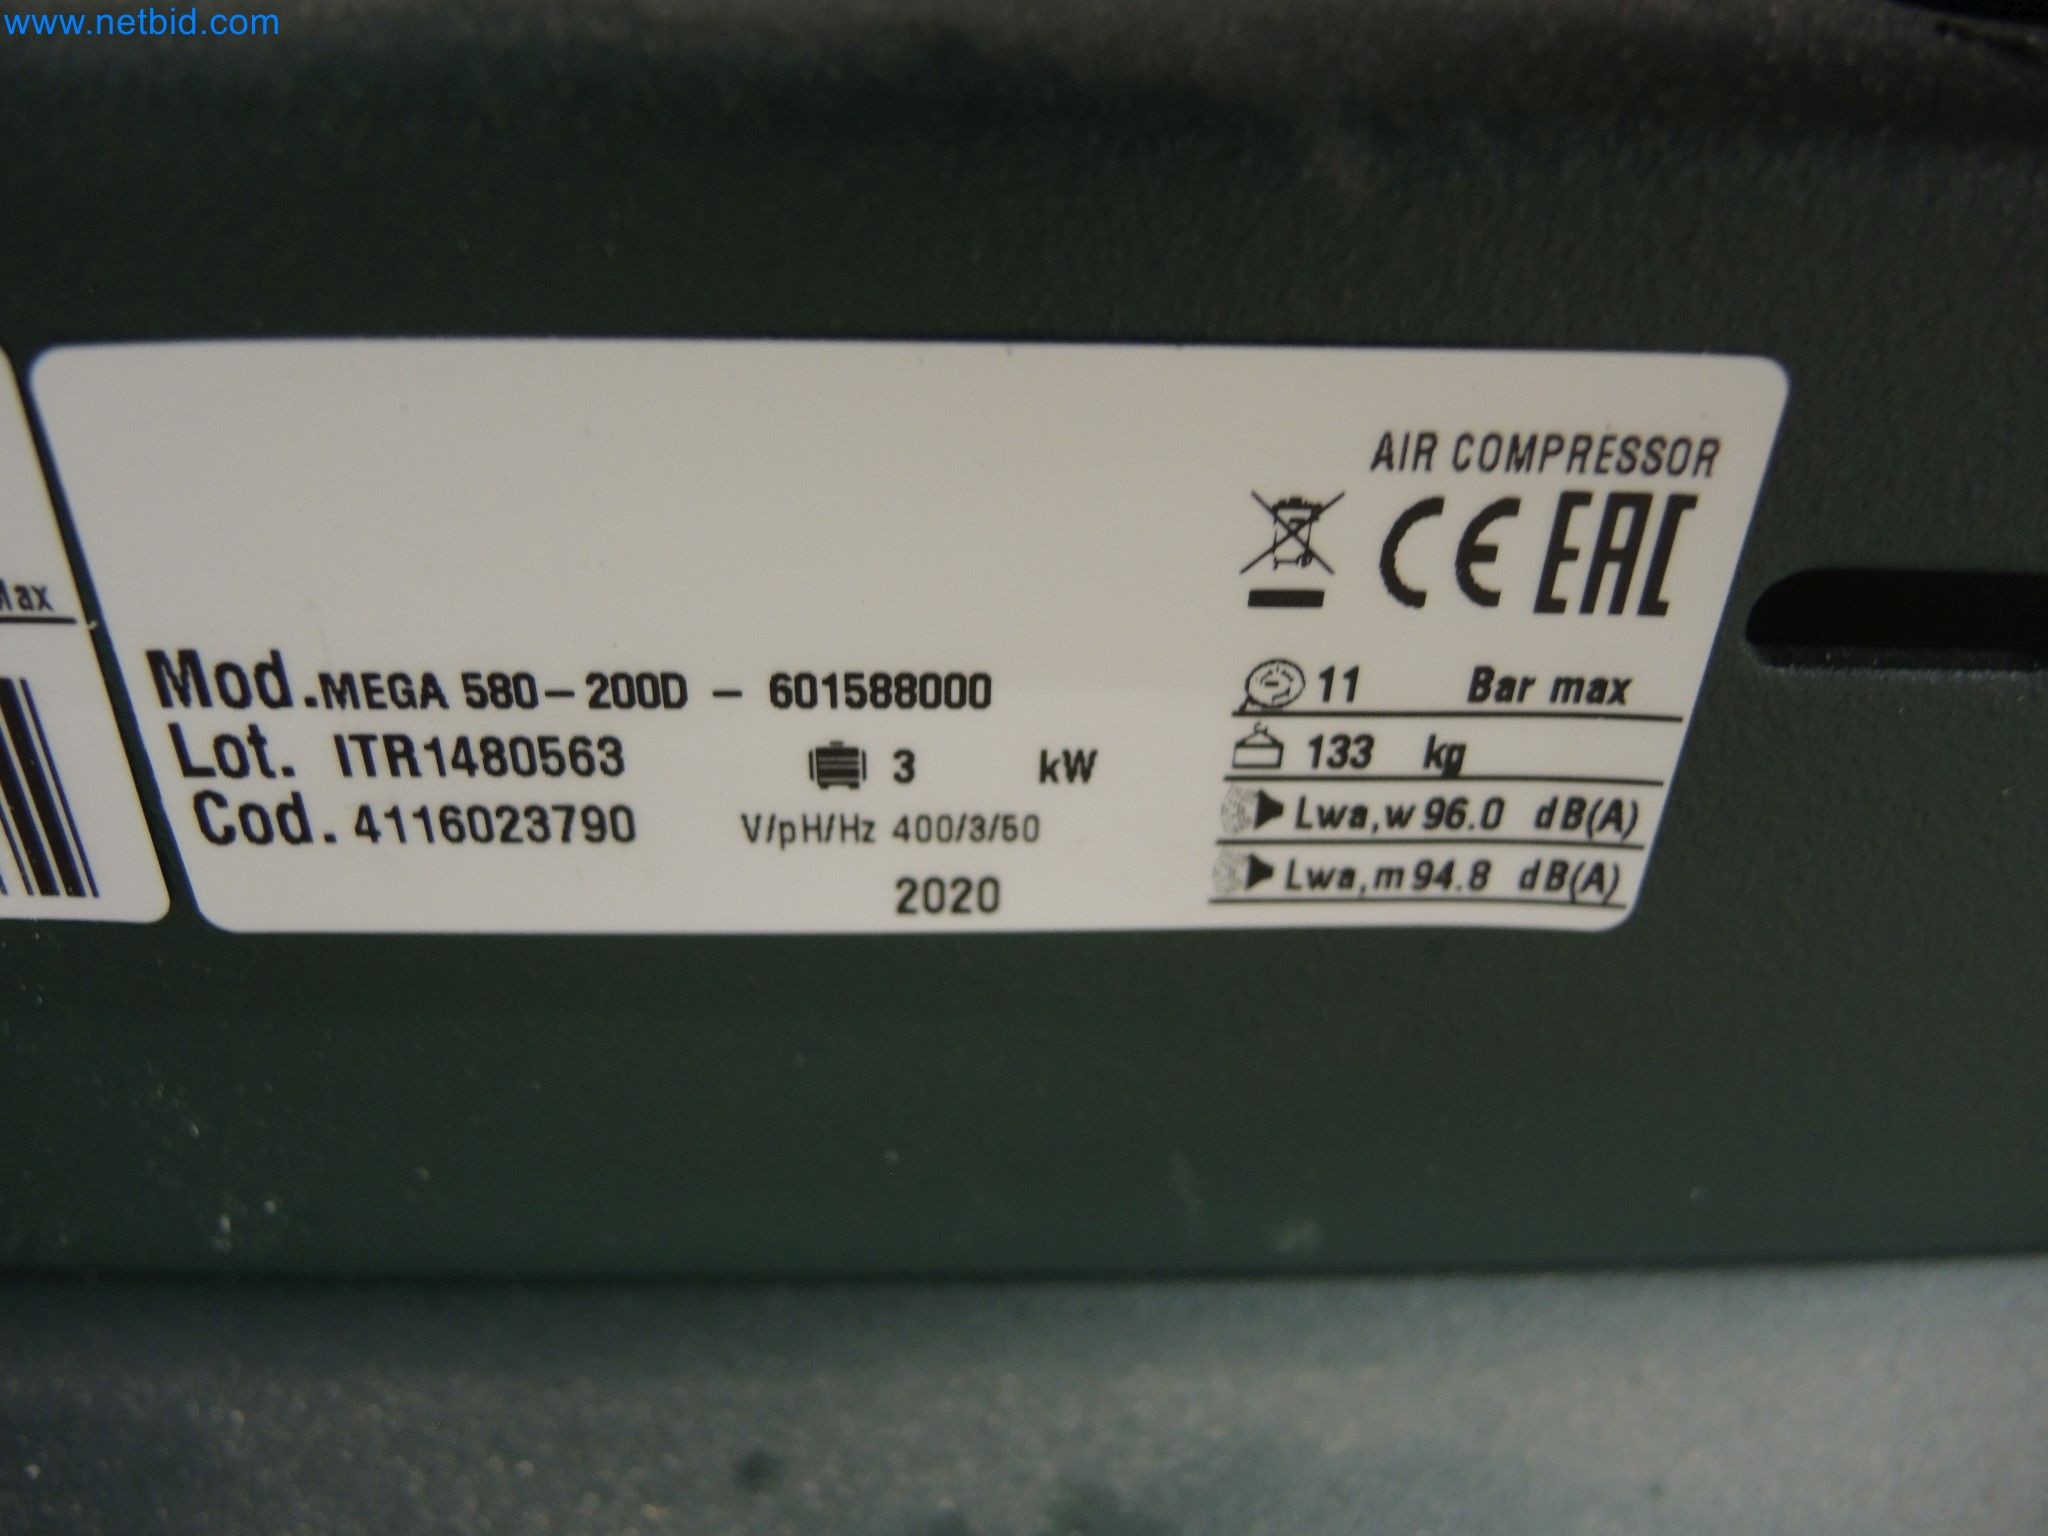 www.netbid.com
AIR COMPRESSOR
CE EAC
Max
Mod. MEGA 580-200D - 601588000
Lot. ITR1480563
Cod. 4116023790
3 kW
V/pH/Hz 400/3/50
2020
11 Bar max
133 kg
Lwa,w 96.0 dB(A)
Lwa,m 94.8 dB(A)